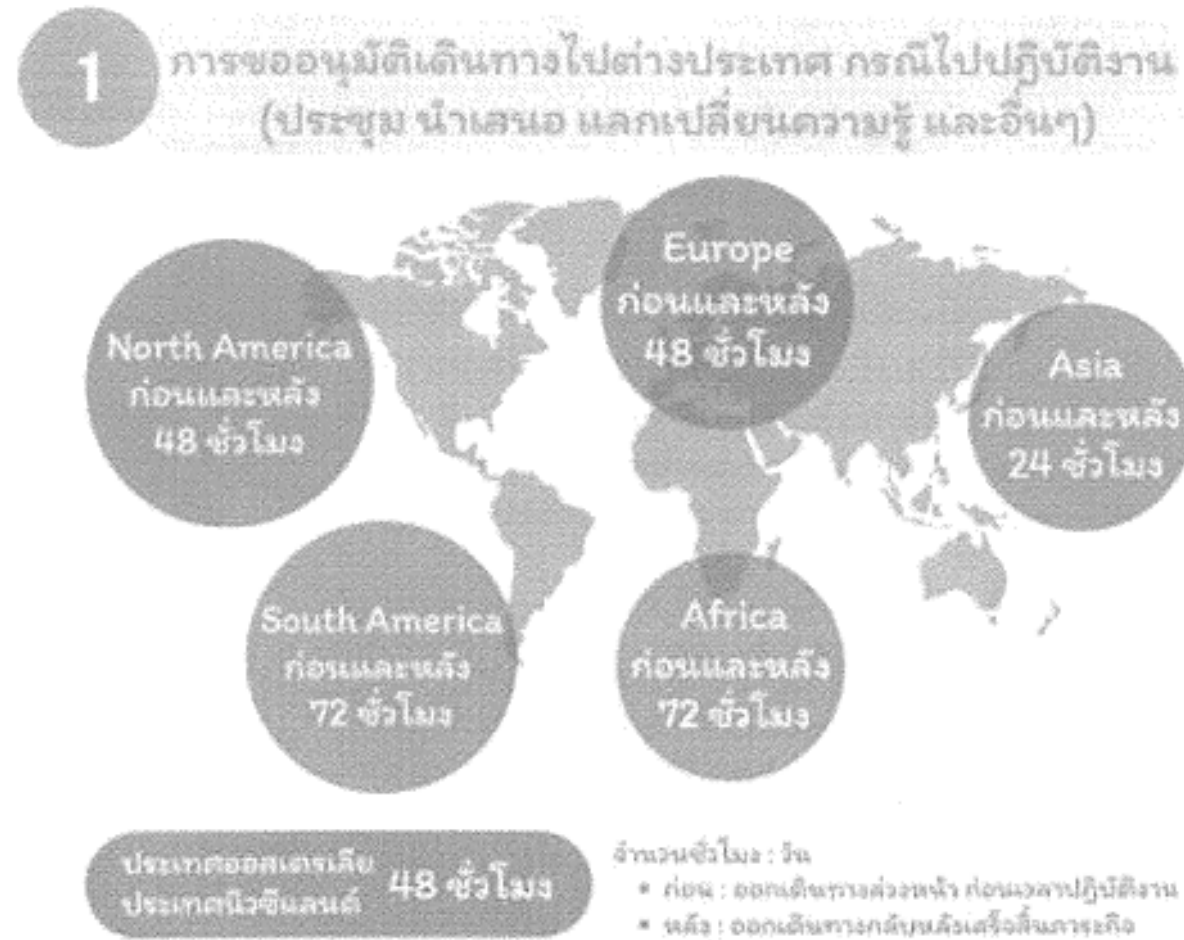 1
การขออนุมัติเดินทางไปต่างประเทศ กรณีไปปฏิบัติงาน
(ประชุม นำเสนอ แลกเปลี่ยนความรู้ และอื่นๆ)
Europe
ก่อนและหลัง
48 ชั่วโมง
North America
ก่อนและหลัง
48 ชั่วโมง
Asia
ก่อนและหลัง
24 ชั่วโมง
South America
ก่อนและหลัง
72 ชั่วโมง
Africa
ก่อนและหลัง
72 ชั่วโมง
ประเทศออสเตรเลีย
ประเทศนิวซีแลนด์
48 ชั่วโมง
จำนวนชั่วโมง : วัน
• ก่อน : ออกเดินทางล่วงหน้า ก่อนเวลาปฏิบัติงาน
• หลัง : ออกเดินทางกลับหลังเสร็จสิ้นภาระกิจ